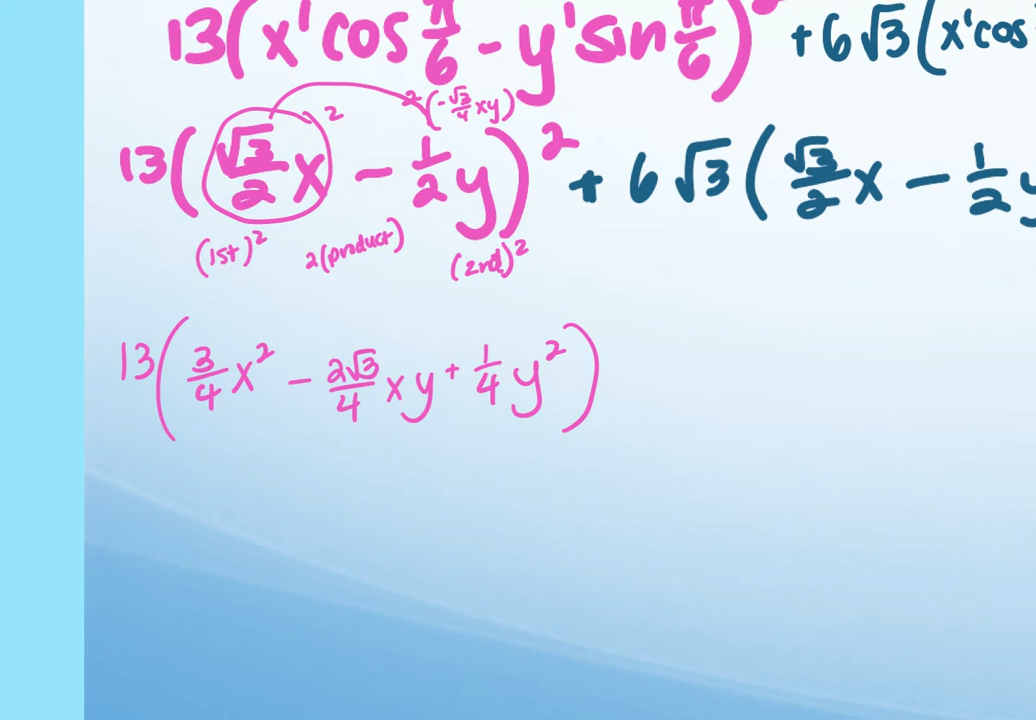 13(x'cos π/6 - y'sin π/6)² + 6√3(x'cos
²(-√3/4 xy)
13(√3/2 x - 1/2 y)² + 6√3(√3/2 x - 1/2 y
(1st)² 2(product) (2nd)²
13(3/4 x² - 2√3/4 xy + 1/4 y²)